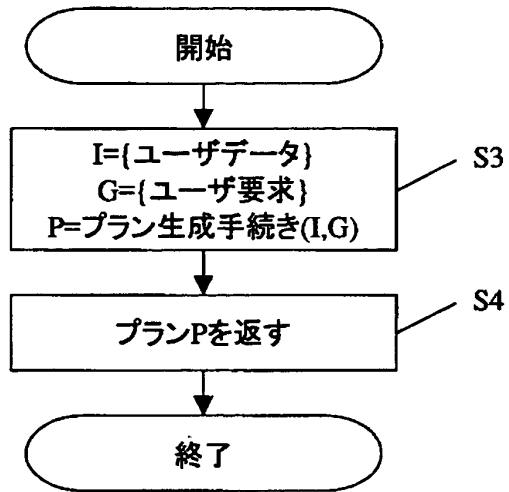 開始
I={ユーザデータ}
G={ユーザ要求}
P=プラン生成手続き(I,G)
S3
プランPを返す
S4
終了